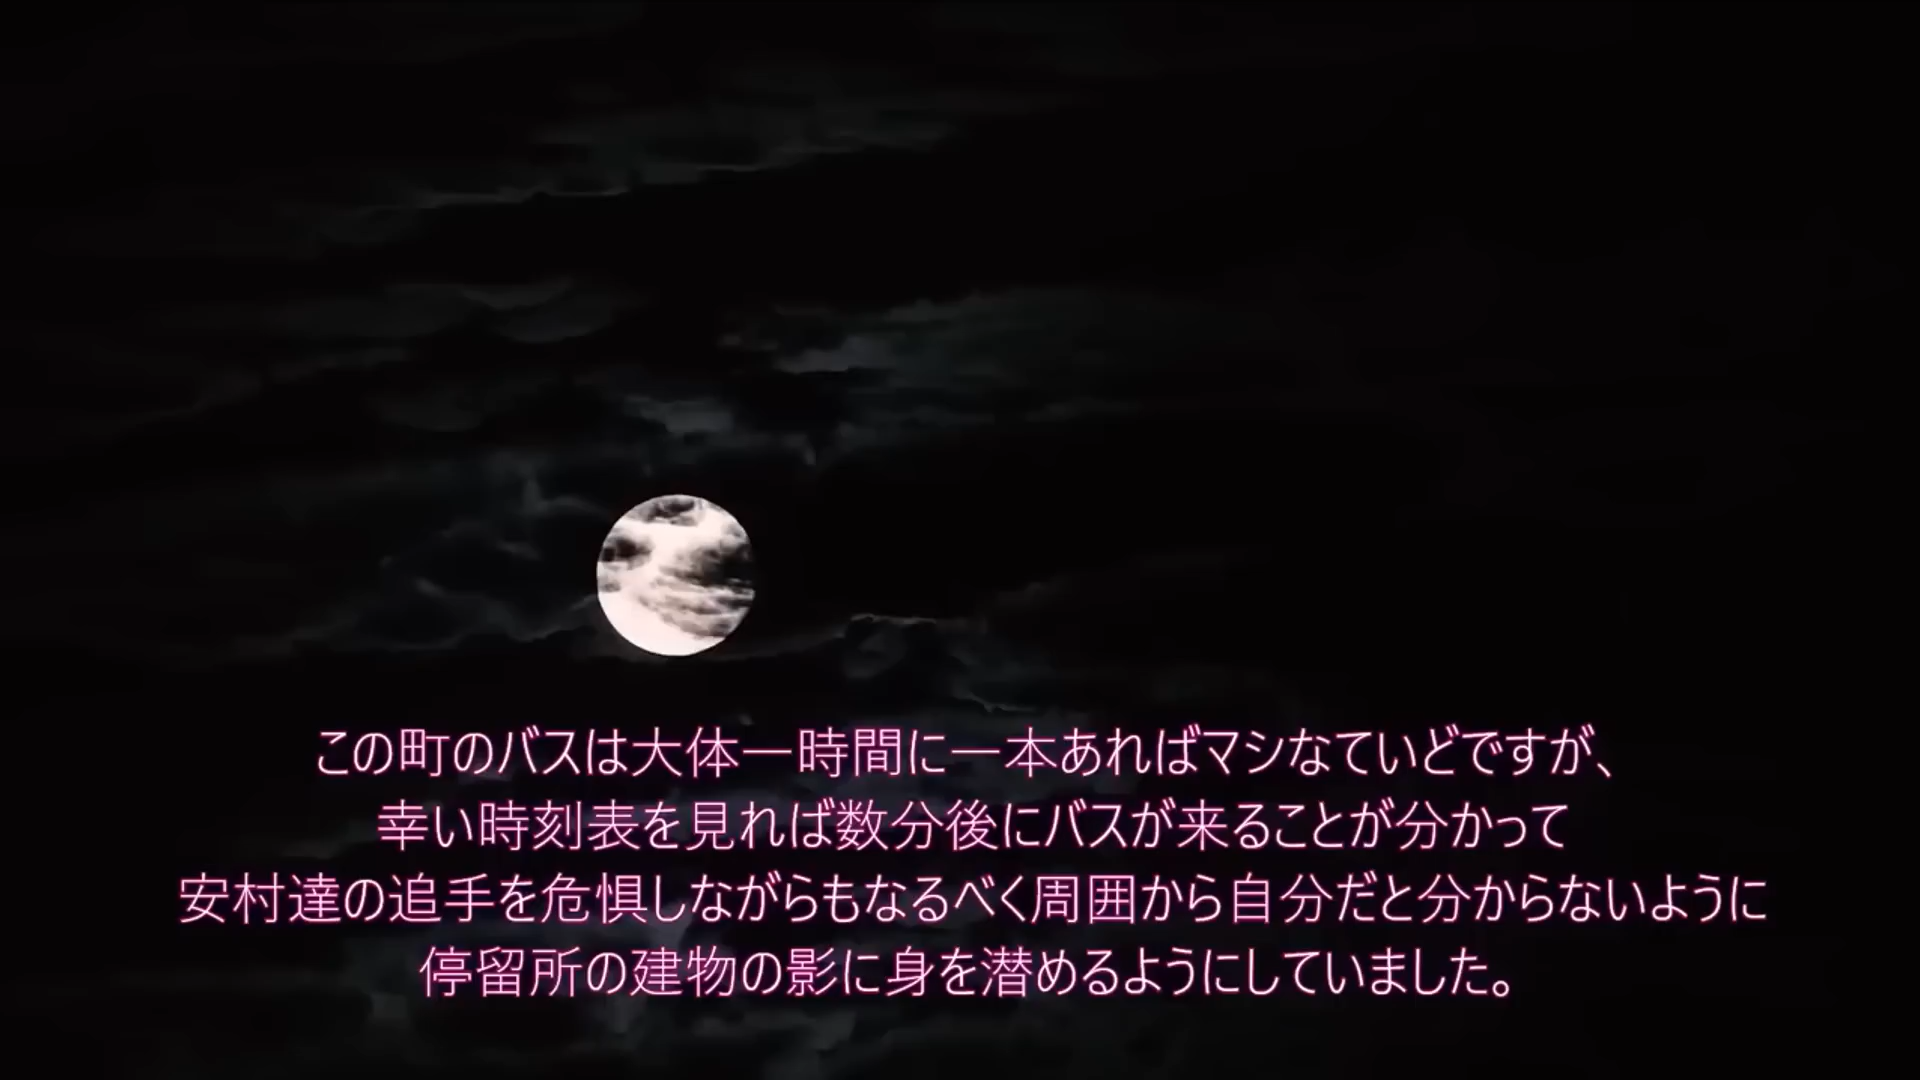 この町のバスは大体一時間に一本あればマシなていどですが、
幸い時刻表を見れば数分後にバスが来ることが分かって
安村達の追手を危惧しながらもなるべく周囲から自分だと分からないように
停留所の建物の影に身を潜めるようにしていました。